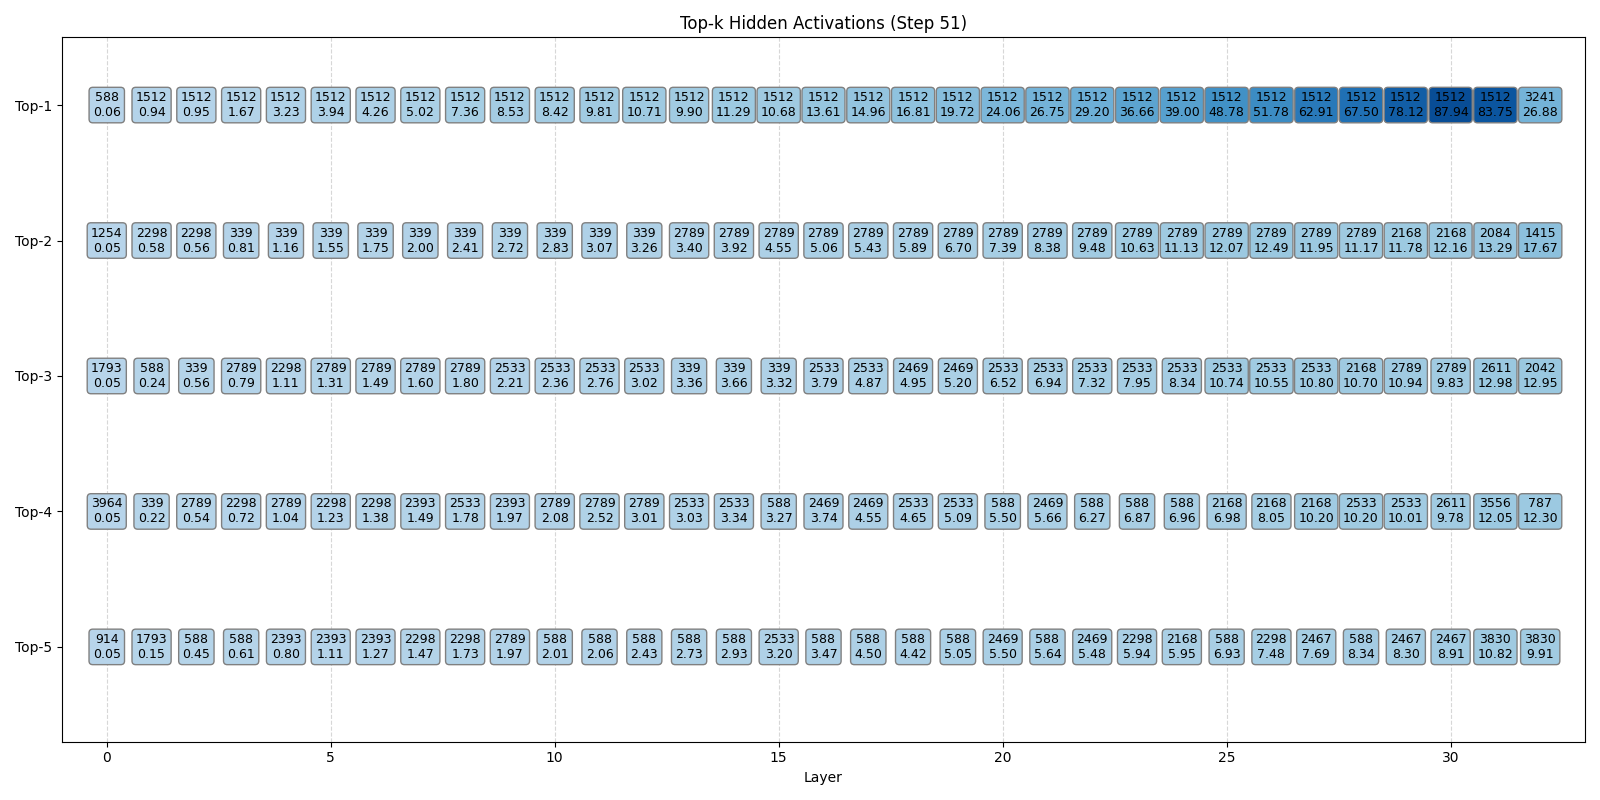 Top-k Hidden Activations (Step 51)
Top-1
588 1512 1512 1512 1512 1512 1512 1512 1512 1512 1512 1512 1512 1512 1512 1512 1512 1512 1512 1512 1512 1512 1512 1512 1512 1512 1512 1512 1512 1512 1512 1512 3241
0.06 0.94 0.95 1.67 3.23 3.94 4.26 5.02 7.36 8.53 8.42 9.81 10.71 9.90 11.29 10.68 13.61 14.96 16.81 19.72 24.06 26.75 29.20 36.66 39.00 48.78 51.78 62.91 67.50 78.12 87.94 83.75 26.88
Top-2
1254 2298 2298 339 339 339 339 339 339 339 339 339 339 2789 2789 2789 2789 2789 2789 2789 2789 2789 2789 2789 2789 2789 2789 2789 2789 2168 2168 2084 1415
0.05 0.58 0.56 0.81 1.16 1.55 1.75 2.00 2.41 2.72 2.83 3.07 3.26 3.40 3.92 4.55 5.06 5.43 5.89 6.70 7.39 8.38 9.48 10.63 11.13 12.07 12.49 11.95 11.17 11.78 12.16 13.29 17.67
Top-3
1793 588 339 2789 2298 2789 2789 2789 2789 2533 2533 2533 2533 339 339 339 2533 2533 2469 2469 2533 2533 2533 2533 2533 2533 2533 2533 2168 2789 2789 2611 2042
0.05 0.24 0.56 0.79 1.11 1.31 1.49 1.60 1.80 2.21 2.36 2.76 3.02 3.36 3.66 3.32 3.79 4.87 4.95 5.20 6.52 6.94 7.32 7.95 8.34 10.74 10.55 10.80 10.70 10.94 9.83 12.98 12.95
Top-4
3964 339 2789 2298 2789 2298 2298 2393 2533 2393 2789 2789 2789 2533 2533 588 2469 2469 2533 2533 588 2469 588 588 588 2168 2168 2168 2533 2533 2611 3556 787
0.05 0.22 0.54 0.72 1.04 1.23 1.38 1.49 1.78 1.97 2.08 2.52 3.01 3.03 3.34 3.27 3.74 4.55 4.65 5.09 5.50 5.66 6.27 6.87 6.96 6.98 8.05 10.20 10.20 10.01 9.78 12.05 12.30
Top-5
914 1793 588 588 2393 2393 2393 2298 2298 2789 588 588 588 588 588 2533 588 588 588 588 2469 588 2469 2298 2168 588 2298 2467 588 2467 2467 3830 3830
0.05 0.15 0.45 0.61 0.80 1.11 1.27 1.47 1.73 1.97 2.01 2.06 2.43 2.73 2.93 3.20 3.47 4.50 4.42 5.05 5.50 5.64 5.48 5.94 5.95 6.93 7.48 7.69 8.34 8.30 8.91 10.82 9.91
0 5 10 15 20 25 30
Layer